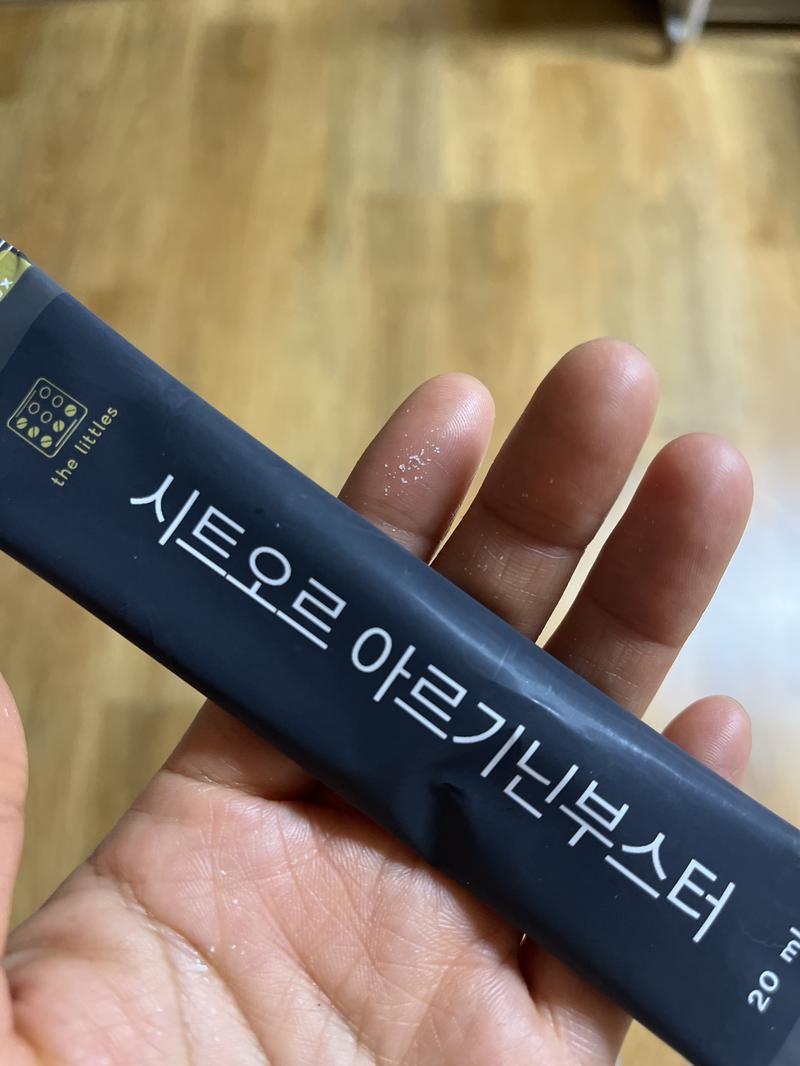 the littles
시트오르 아르기닌부스터
20 ml